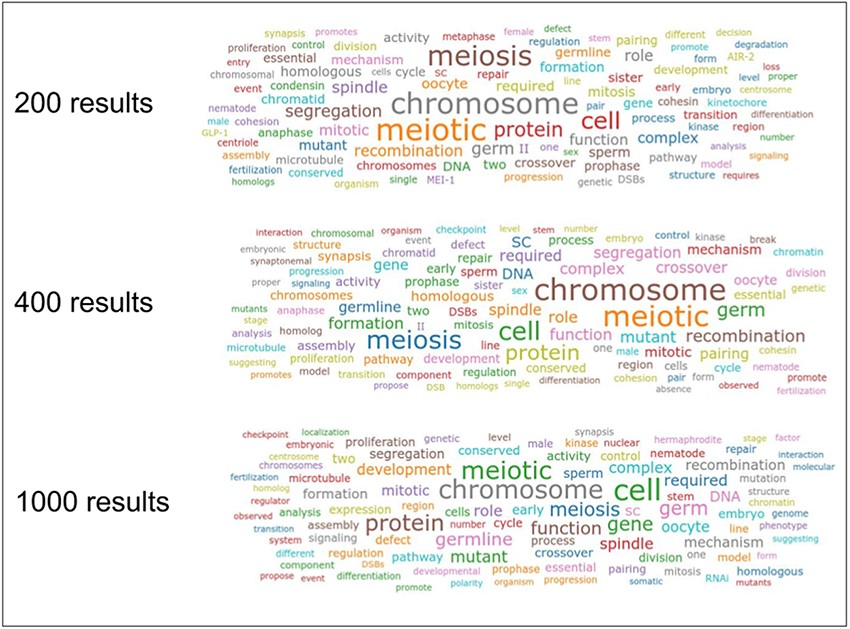 synapsis promotes activity metaphase female defect
proliferation control division regulation stem pairing different decision
entry essential mechanism meiosis germline role promote form degradation
AIR-2
chromosomal homologous cells cycle sc repair formation sister development loss
event condensin spindle oocyte required line mitosis early embryo level proper centrosome
200 results
nematode chromatid segregation chromosome pair gene cohesin kinetochore
male cohesion cell process transition differentiation
GLP-1 anaphase mitotic meiotic protein function complex kinase region number
centriole mutant recombination germ II one sex sperm pathway analysis signaling
assembly microtubule chromosomes DNA two crossover prophase model
fertilization conserved progression structure requires
homologs organism single MEI-1 genetic DSBs
interaction chromosomal organism checkpoint level stem number
embryonic structure event defect SC process embryo control kinase break
synaptonemal synapsis chromatid repair required segregation mechanism chromatin
progression gene early sperm DNA complex crossover oocyte division
proper signaling activity prophase sister sex chromosome essential genetic
400 results
chromosomes homologous
mutants anaphase germline two DSBs spindle role meiotic germ
stage formation II mitosis cell function mutant recombination
analysis homolog
microtubule assembly meiosis line protein one male mitotic pairing cohesin
suggesting proliferation pathway development conserved region cells cycle nematode
promotes model transition component regulation differentiation cohesion pair form promote
propose DSB homologs single absence observed fertilization
checkpoint localization synapsis
embryonic proliferation genetic level male kinase nuclear hermaphrodite stage factor
centrosome two segregation conserved activity control nematode repair interaction
chromosomes development meiotic sperm complex recombination molecular
fertilization microtubule required mutation
homolog formation mitotic chromosome cell stem DNA structure
1000 results
regulator chromatin
observed analysis expression region cells role early meiosis sc germ embryo genome
transition assembly protein number cycle function gene oocyte line phenotype
system signaling defect germline process spindle mechanism suggesting
different regulation pathway mutant crossover division one model form
component DSBs developmental prophase essential pairing mitosis RNAi homologous
propose event differentiation promote polarity organism progression somatic mutants